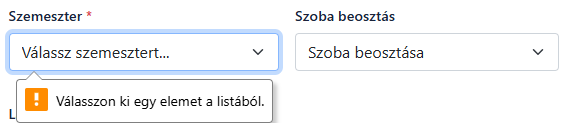 Szemeszter * Szoba beosztás
Válassz szemesztert... Szoba beosztása
Válasszon ki egy elemet a listából.